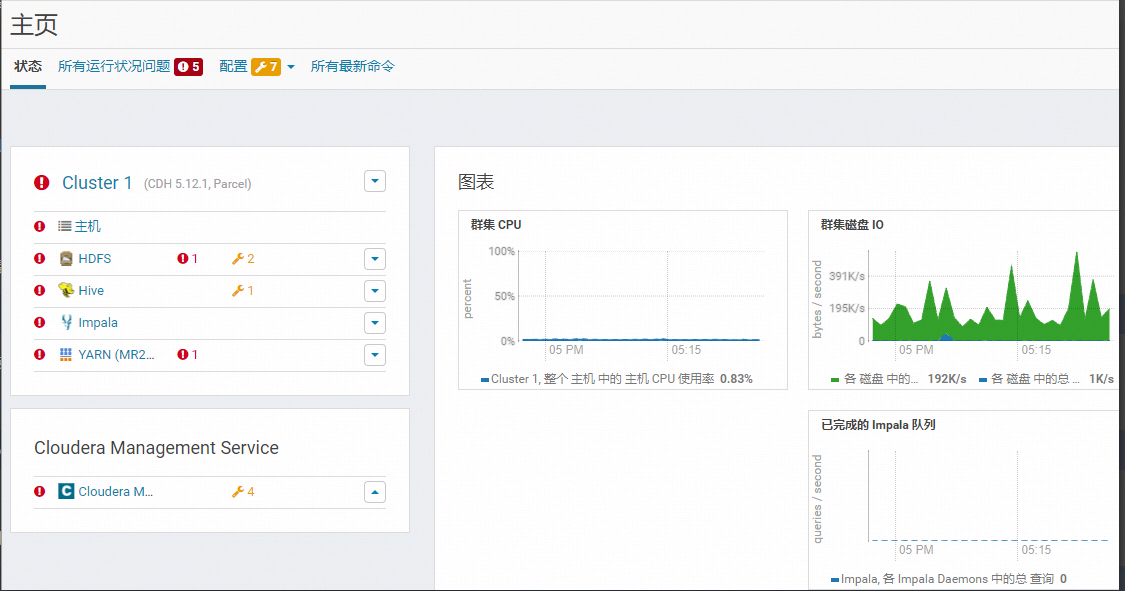 主页
状态 所有运行状况问题 5 配置 7 所有最新命令
Cluster 1 (CDH 5.12.1, Parcel)
主机
HDFS 1 2
Hive 1
Impala
YARN (MR2... 1
Cloudera Management Service
Cloudera M... 4
图表
群集 CPU
percent
100%
50%
0%
05 PM 05:15
Cluster 1, 整个 主机 中的 主机 CPU 使用率 0.83%
群集磁盘 IO
bytes / second
391K/s
195K/s
0
05 PM 05:15
各 磁盘 中的... 192K/s 各 磁盘 中的总 ... 1K/s
已完成的 Impala 队列
queries / second
05 PM 05:15
Impala, 各 Impala Daemons 中的总 查询 0